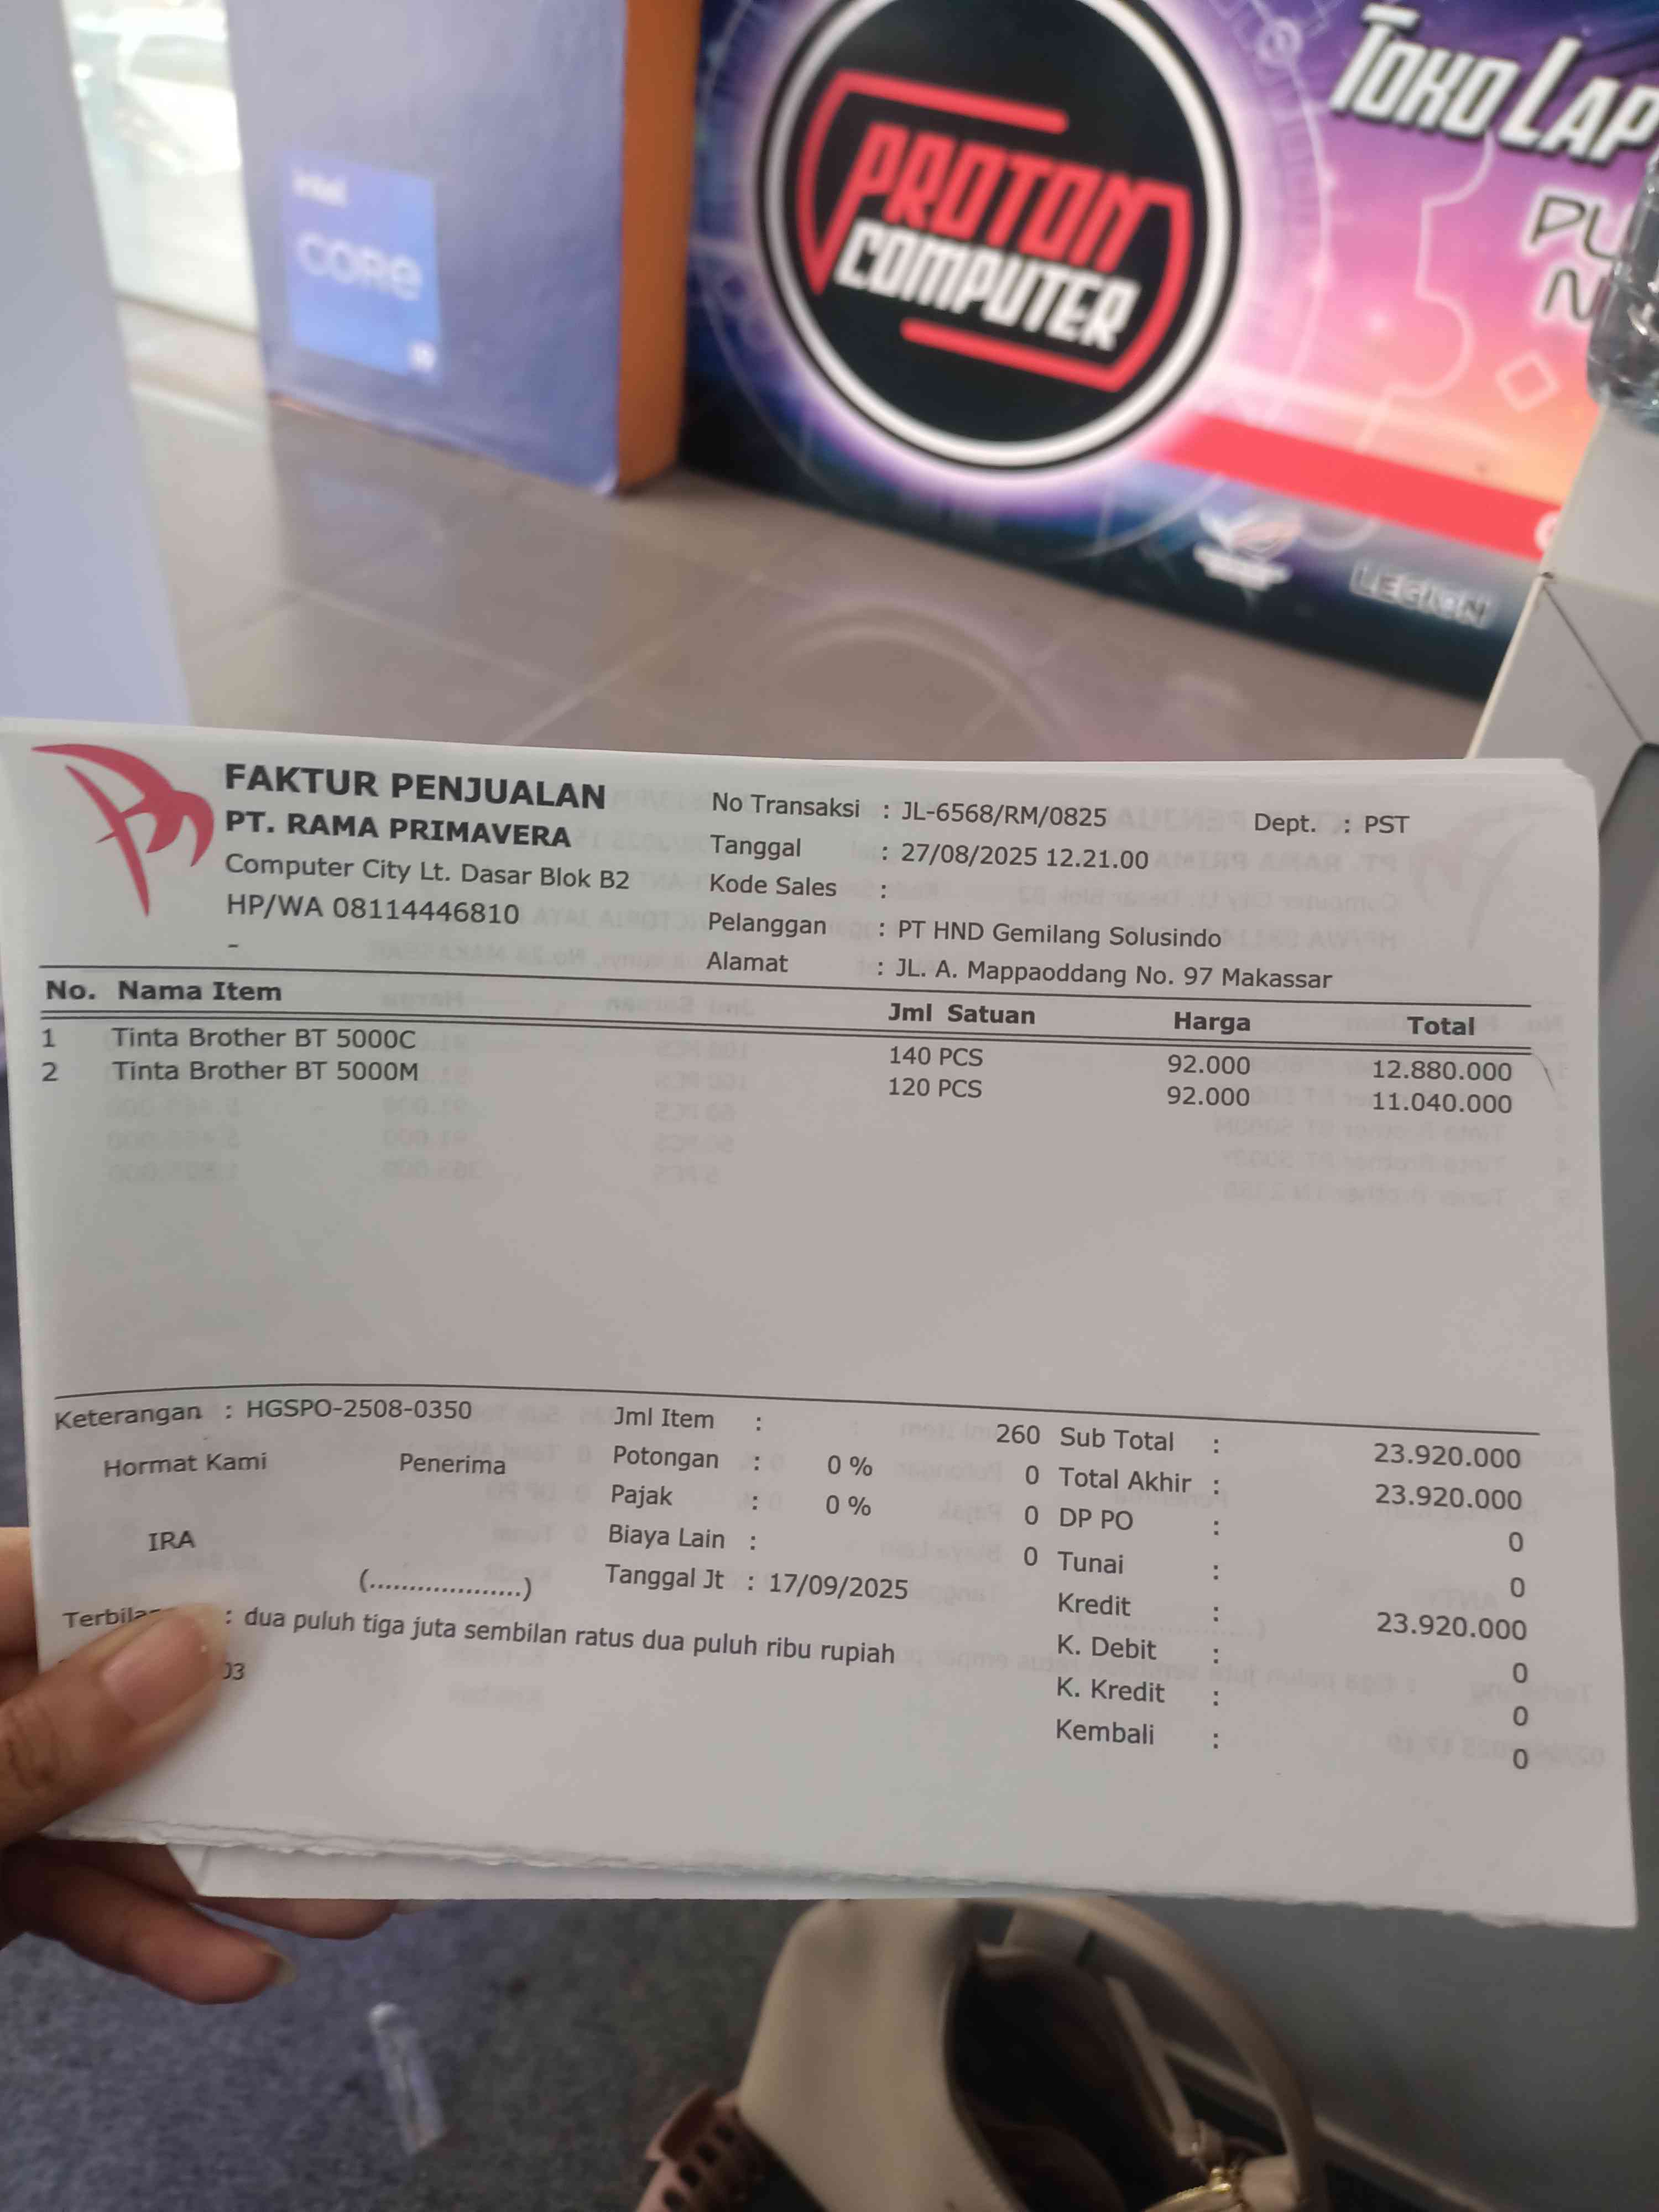 intel
CORE
PROTON
COMPUTER
TOKO LAP
PU
N
LEGION
FAKTUR PENJUALAN
PT. RAMA PRIMAVERA
Computer City Lt. Dasar Blok B2
HP/WA 08114446810
-
No Transaksi : JL-6568/RM/0825 Dept. : PST
Tanggal : 27/08/2025 12.21.00
Kode Sales :
Pelanggan : PT HND Gemilang Solusindo
Alamat : JL. A. Mappaoddang No. 97 Makassar
No. Nama Item Jml Satuan Harga Total
1 Tinta Brother BT 5000C 140 PCS 92.000 12.880.000
2 Tinta Brother BT 5000M 120 PCS 92.000 11.040.000
Keterangan : HGSPO-2508-0350
Hormat Kami Penerima
IRA
(...................)
Jml Item : 260
Potongan : 0 % 0
Pajak : 0 % 0
Biaya Lain : 0
Tanggal Jt : 17/09/2025
Sub Total : 23.920.000
Total Akhir : 23.920.000
DP PO : 0
Tunai : 0
Kredit : 23.920.000
K. Debit : 0
K. Kredit : 0
Kembali : 0
: dua puluh tiga juta sembilan ratus dua puluh ribu rupiah
03